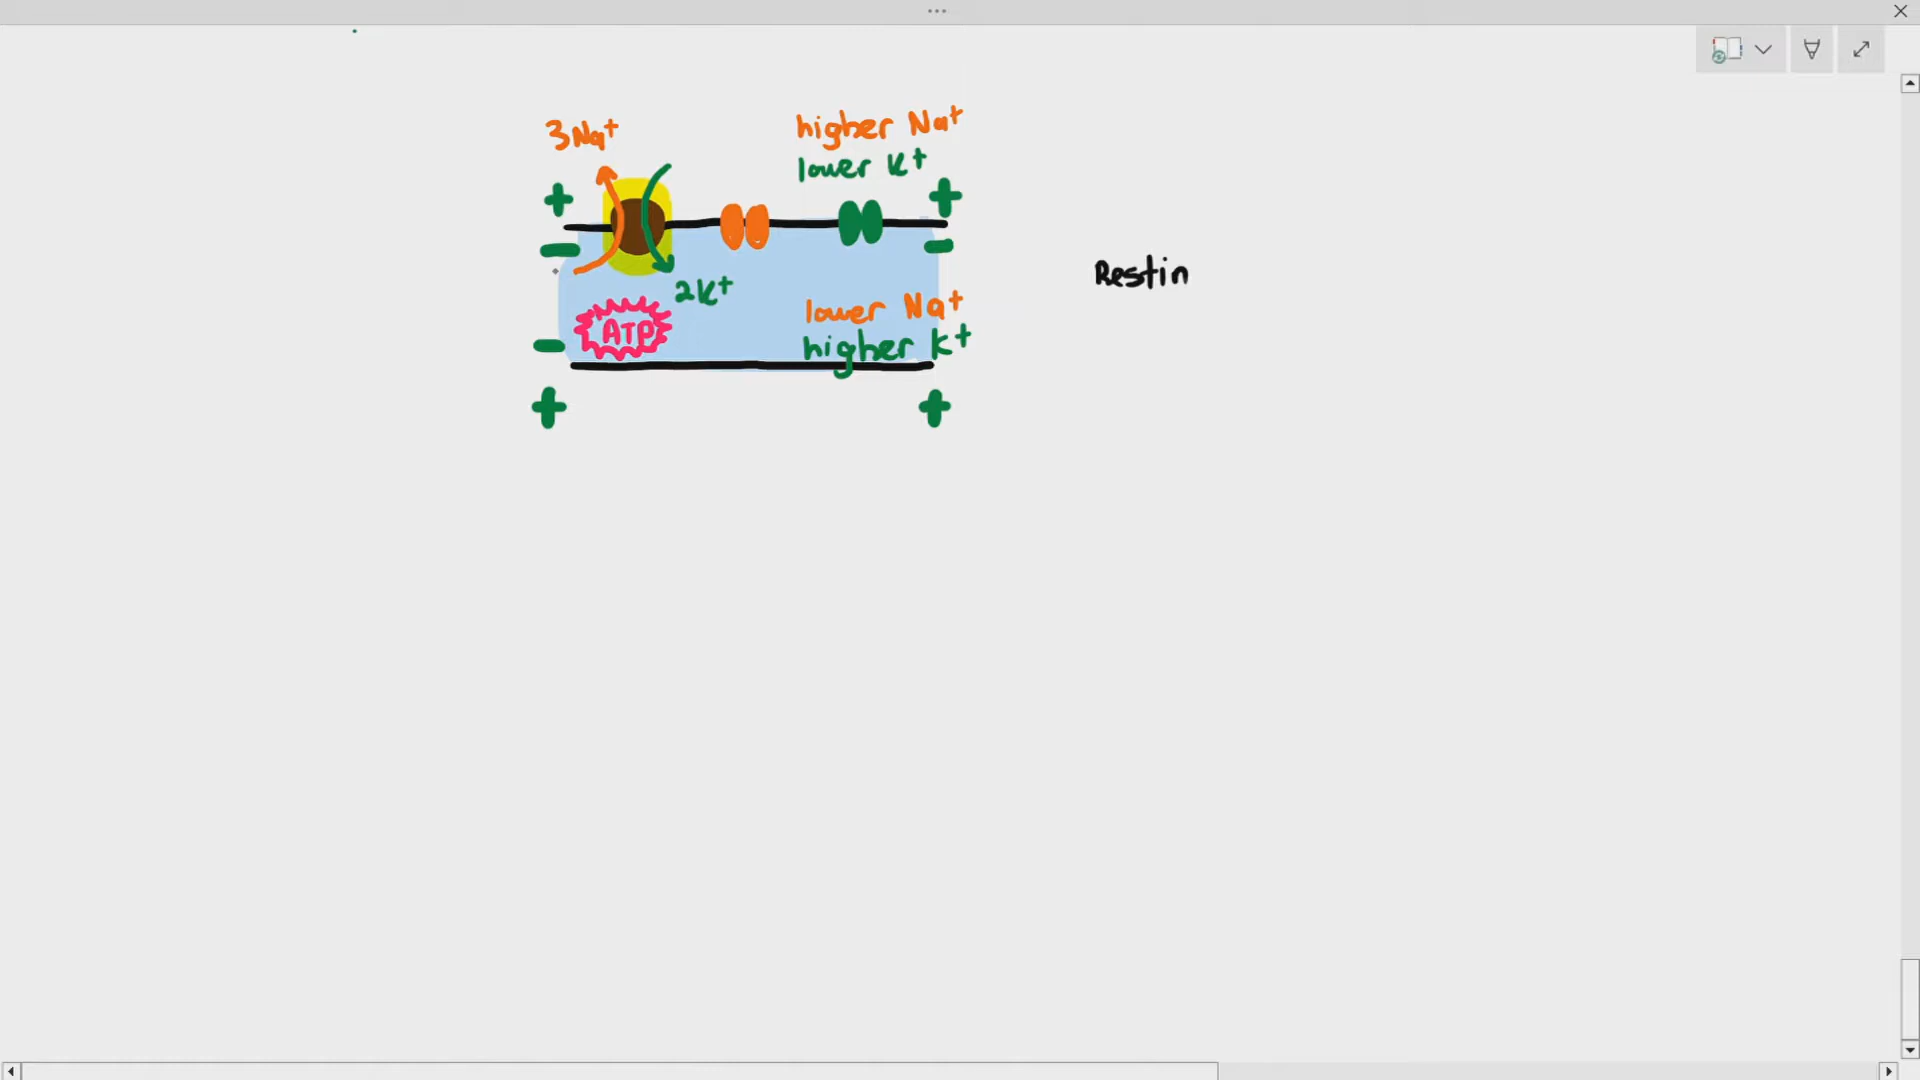 3Na⁺
higher Na⁺
lower K⁺
+
+
−
−
Restin
2K⁺
lower Na⁺
ATP
higher K⁺
−
+
+